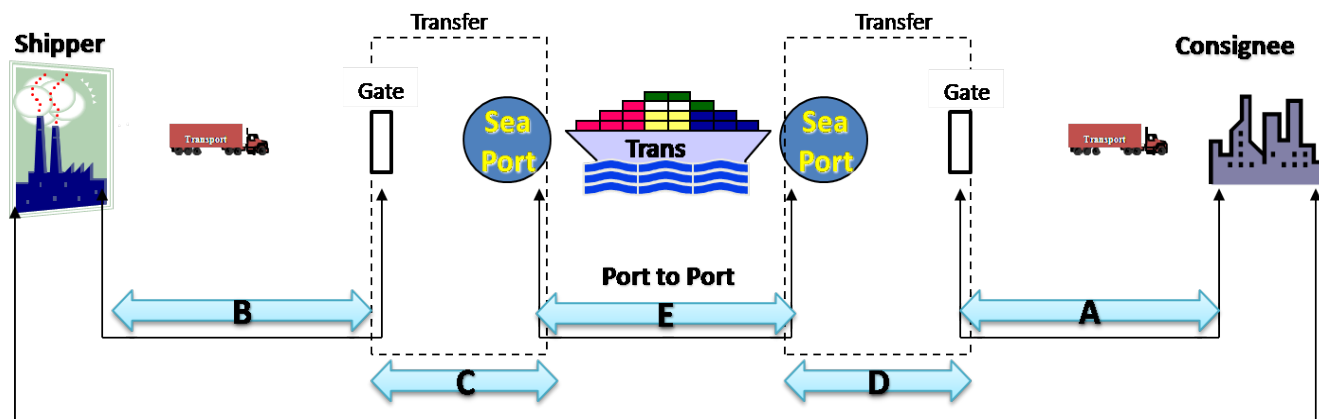 Transfer
Transfer
Shipper
Consignee
Gate
Gate
Transport
Sea
Port
Trans
Sea
Port
Transport
Port to Port
B
E
A
C
D